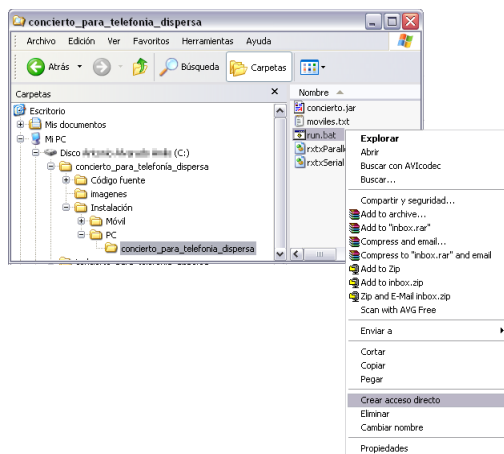 concierto_para_telefonia_dispersa
Archivo Edición Ver Favoritos Herramientas Ayuda
Atrás Búsqueda Carpetas
Carpetas
Escritorio
Mis documentos
Mi PC
Disco (C:)
concierto_para_telefonía_dispersa
Código fuente
imagenes
Instalación
Móvil
PC
concierto_para_telefonia_dispersa
Nombre
concierto.jar
moviles.txt
run.bat
rxtxParall
rxtxSerial
Explorar
Abrir
Buscar con AVIcodec
Buscar...
Compartir y seguridad...
Add to archive...
Add to "inbox.rar"
Compress and email...
Compress to "inbox.rar" and email
Add to Zip
Add to inbox.zip
Zip and E-Mail inbox.zip
Scan with AVG Free
Enviar a
Cortar
Copiar
Pegar
Crear acceso directo
Eliminar
Cambiar nombre
Propiedades